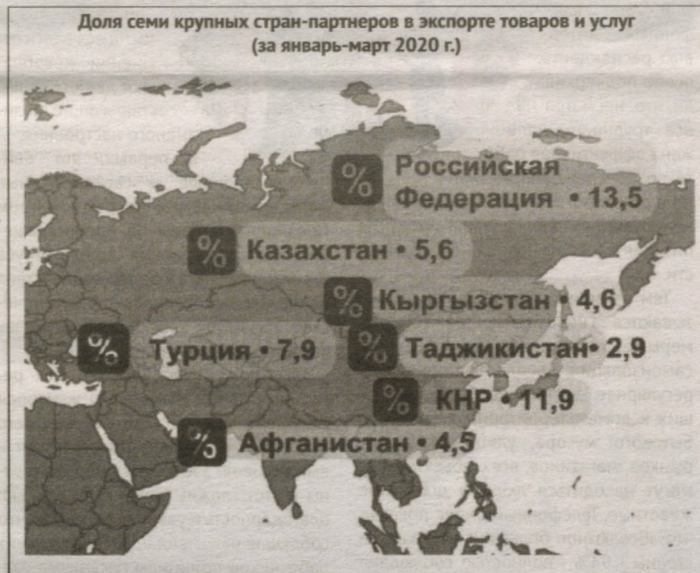 Доля семи крупных стран-партнеров в экспорте товаров и услуг
(за январь-март 2020 г.)
% Российская
Федерация • 13,5
% Казахстан • 5,6
% Кыргызстан • 4,6
% Турция • 7,9
% Таджикистан • 2,9
% КНР • 11,9
% Афганистан • 4,5